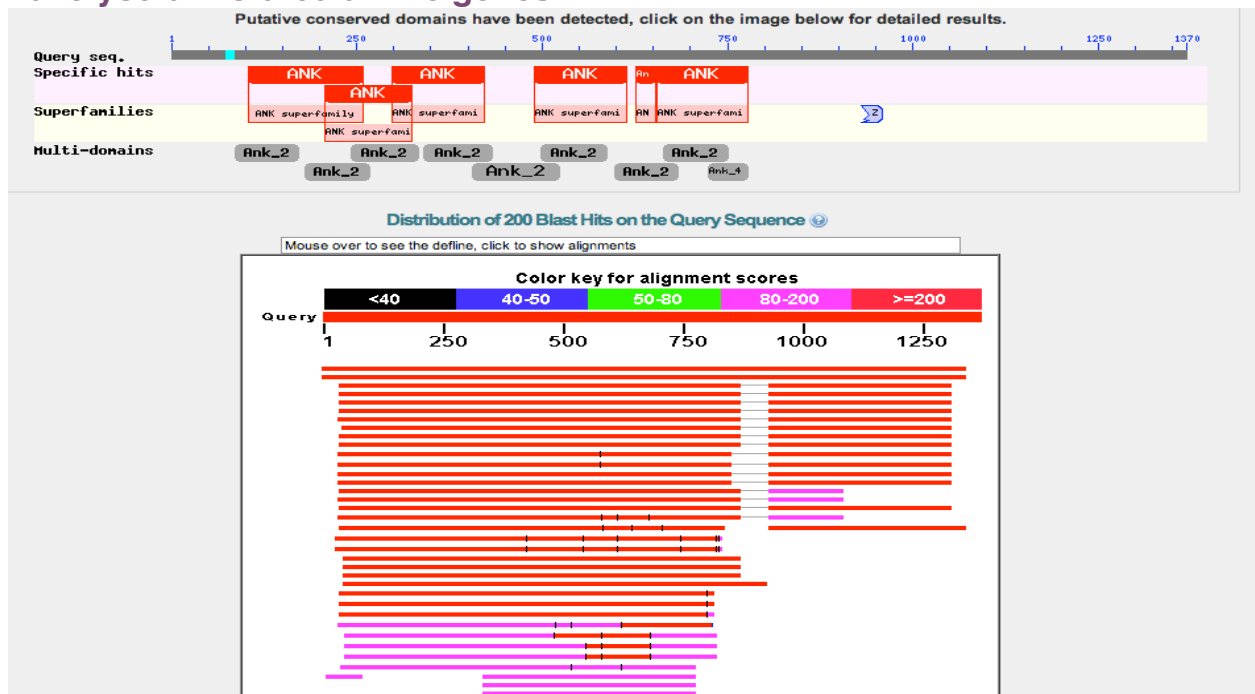 Putative conserved domains have been detected, click on the image below for detailed results.
1 250 500 750 1000 1250 1370
Query seq.
Specific hits ANK ANK ANK An ANK
ANK
Superfamilies ANK superfamily ANK superfami ANK superfami AN ANK superfami Z
ANK superfami
Multi-domains Ank_2 Ank_2 Ank_2 Ank_2 Ank_2
Ank_2 Ank_2 Ank_2 Ank_4
Distribution of 200 Blast Hits on the Query Sequence
Mouse over to see the defline, click to show alignments
Color key for alignment scores
<40 40-50 50-80 80-200 >=200
Query
1 250 500 750 1000 1250